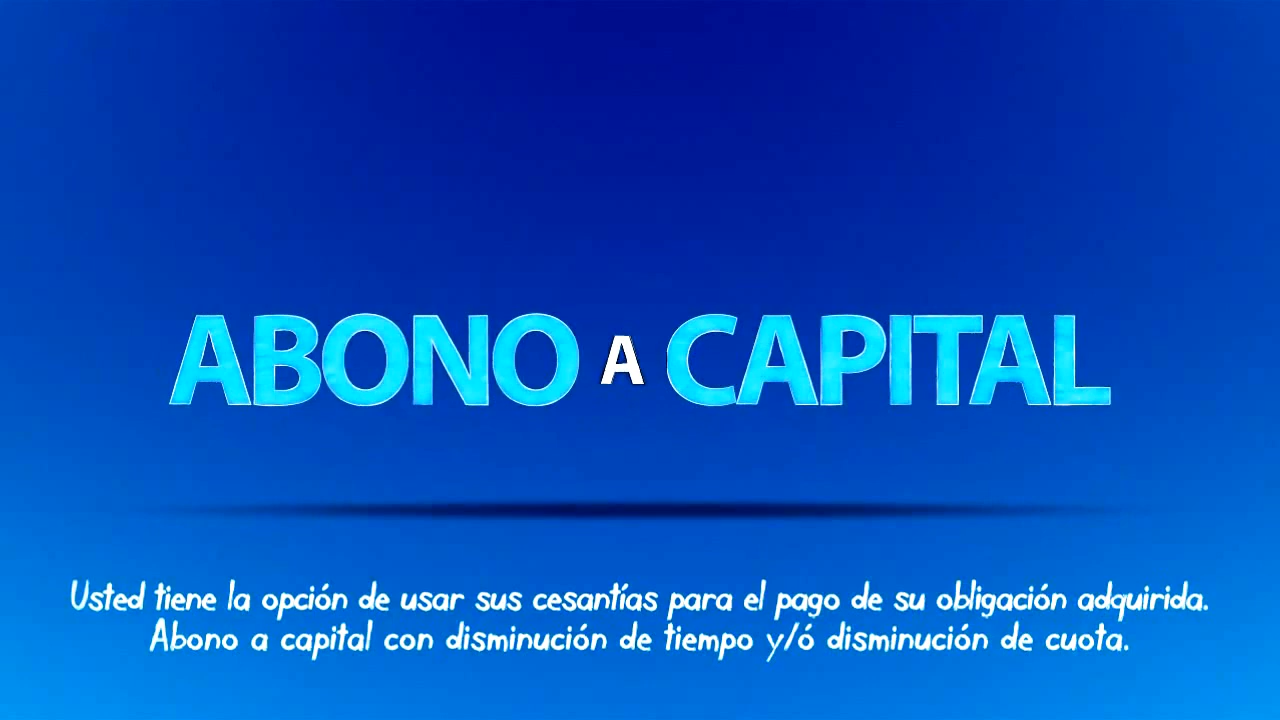 ABONO A CAPITAL
Usted tiene la opción de usar sus cesantías para el pago de su obligación adquirida.
Abono a capital con disminución de tiempo y/ó disminución de cuota.